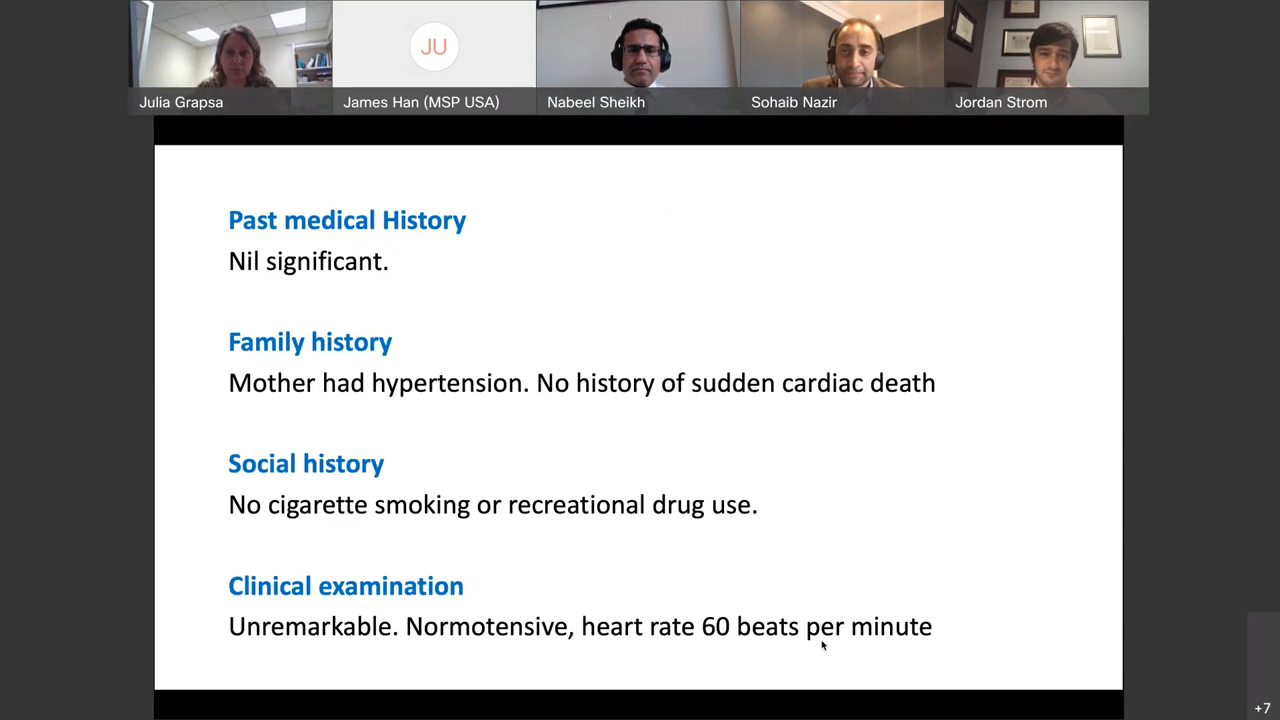 Julia Grapsa
JU
James Han (MSP USA)
Nabeel Sheikh
Sohaib Nazir
Jordan Strom
Past medical History
Nil significant.
Family history
Mother had hypertension. No history of sudden cardiac death
Social history
No cigarette smoking or recreational drug use.
Clinical examination
Unremarkable. Normotensive, heart rate 60 beats per minute
+7